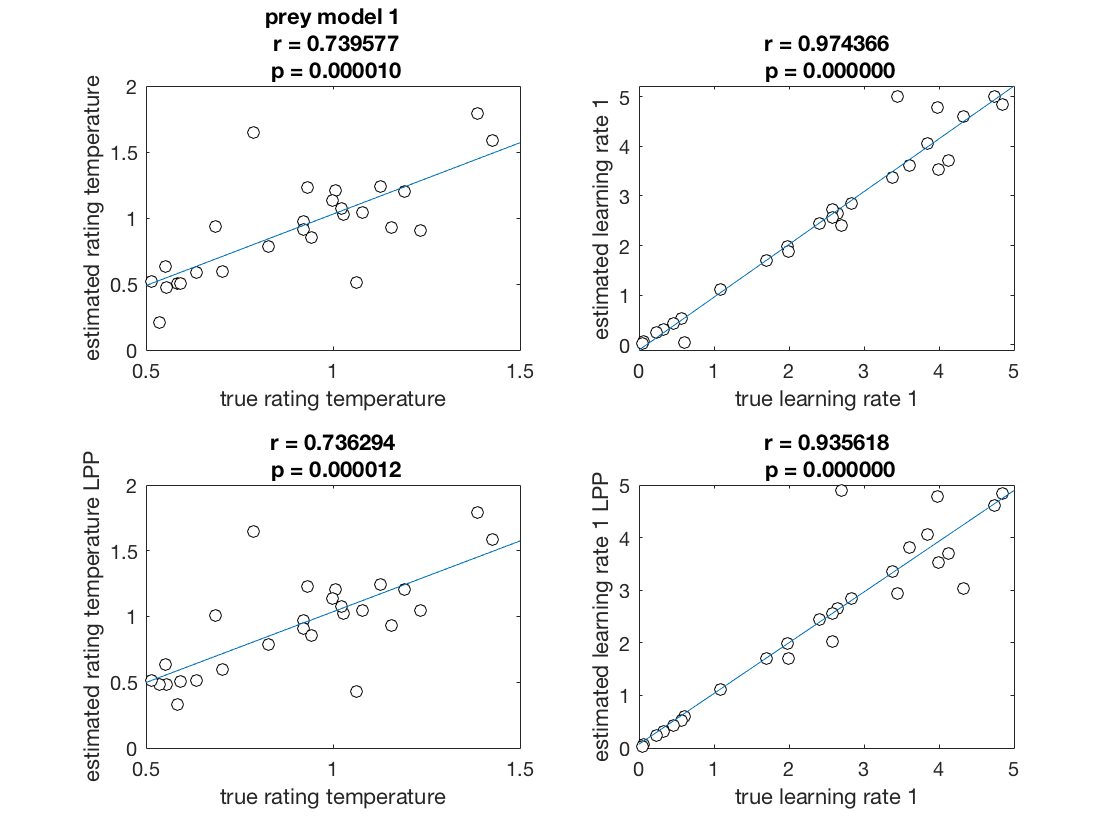 prey model 1
r = 0.739577
p = 0.000010
estimated rating temperature
2
1.5
1
0.5
0
0.5
1
1.5
true rating temperature
r = 0.974366
p = 0.000000
estimated learning rate 1
5
4
3
2
1
0
0
1
2
3
4
5
true learning rate 1
r = 0.736294
p = 0.000012
estimated rating temperature LPP
2
1.5
1
0.5
0
0.5
1
1.5
true rating temperature
r = 0.935618
p = 0.000000
estimated learning rate 1 LPP
5
4
3
2
1
0
0
1
2
3
4
5
true learning rate 1